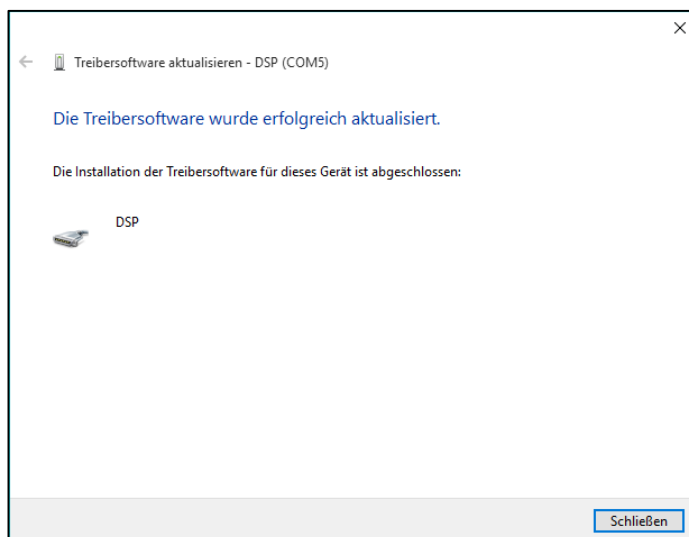 Treibersoftware aktualisieren - DSP (COM5)
Die Treibersoftware wurde erfolgreich aktualisiert.
Die Installation der Treibersoftware für dieses Gerät ist abgeschlossen:
DSP
Schließen